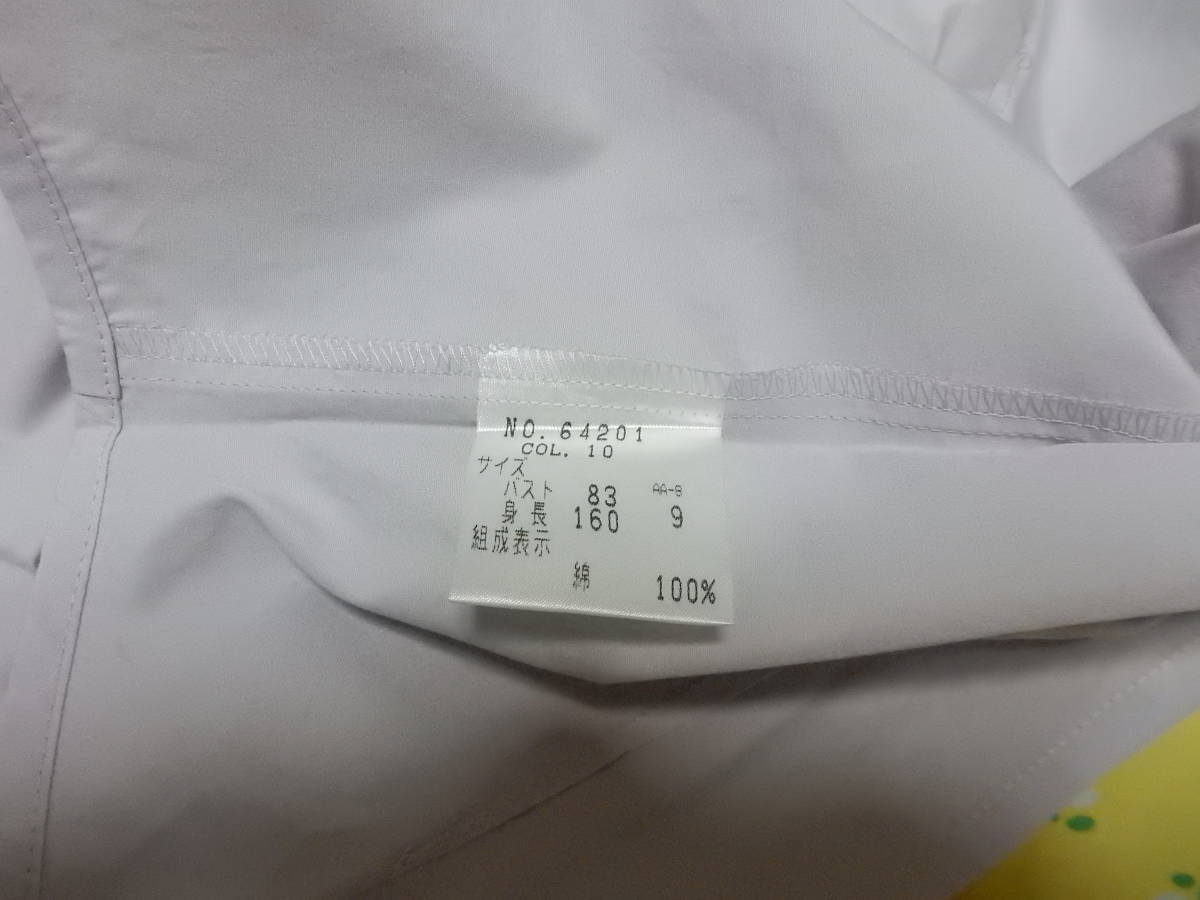 NO. 64201
COL. 10
サイズ
バスト 83 AA-9
身長 160 9
組成表示
綿 100%